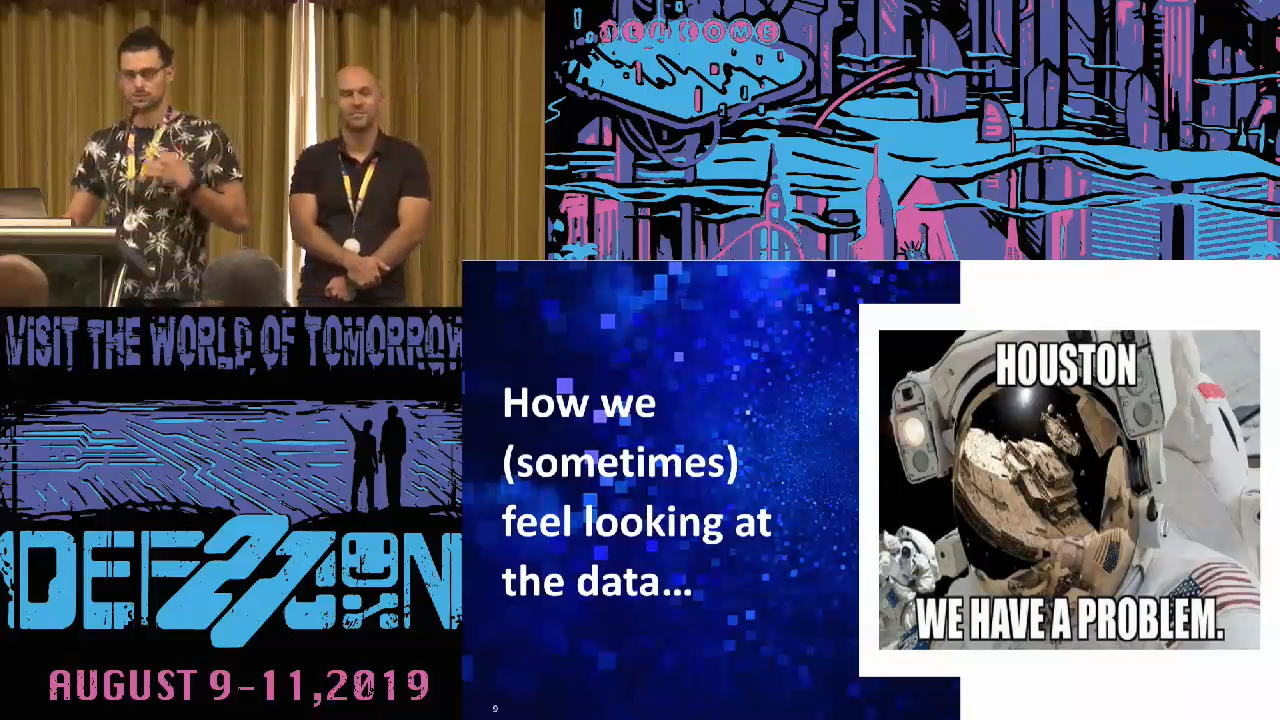 WELCOME
VISIT THE WORLD OF TOMORROW
DEF 27 CON
AUGUST 9-11,2019
How we
(sometimes)
feel looking at
the data...
9
HOUSTON
WE HAVE A PROBLEM.